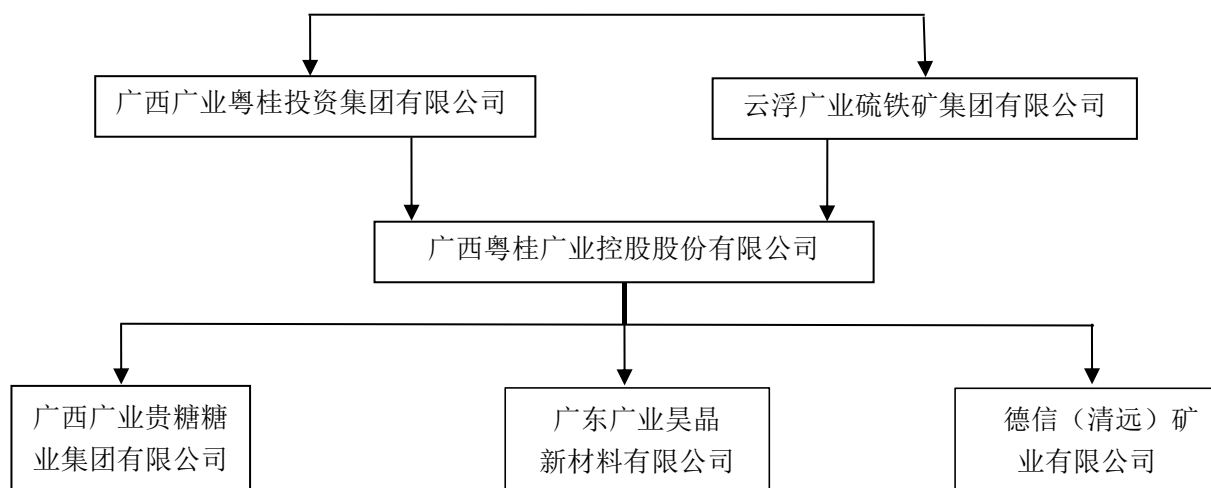 广西广业粤桂投资集团有限公司
云浮广业硫铁矿集团有限公司
广西粤桂广业控股股份有限公司
广西广业贵糖糖
业集团有限公司
广东广业昊晶
新材料有限公司
德信（清远）矿
业有限公司